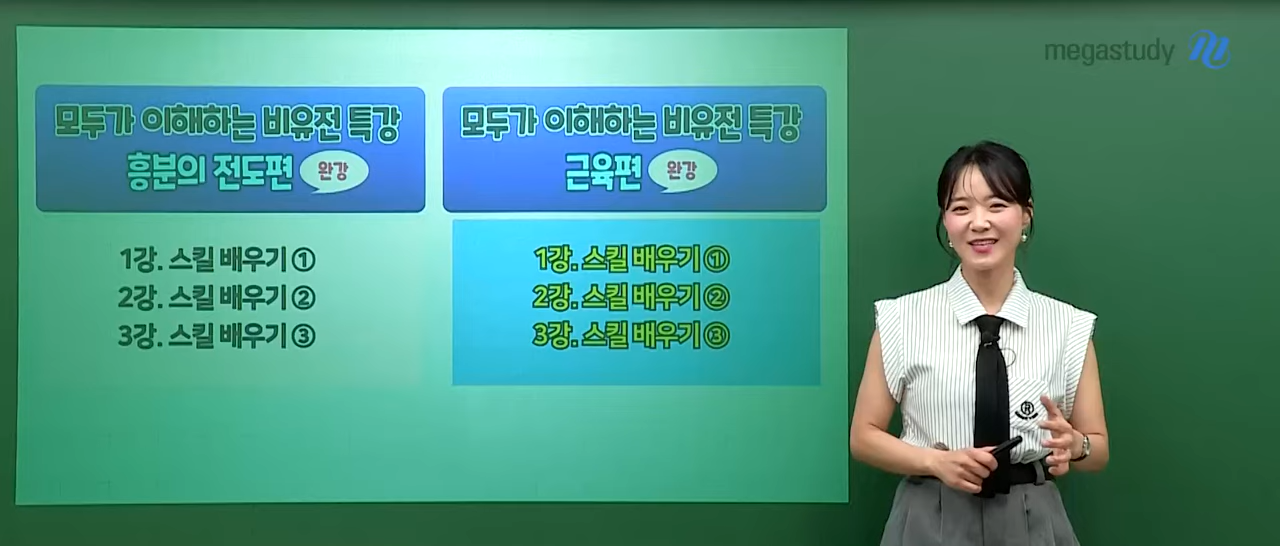 megastudy
모두가 이해하는 비유전 특강
흥분의 전도편 완강
1강. 스킬 배우기 ①
2강. 스킬 배우기 ②
3강. 스킬 배우기 ③
모두가 이해하는 비유전 특강
근육편 완강
1강. 스킬 배우기 ①
2강. 스킬 배우기 ②
3강. 스킬 배우기 ③